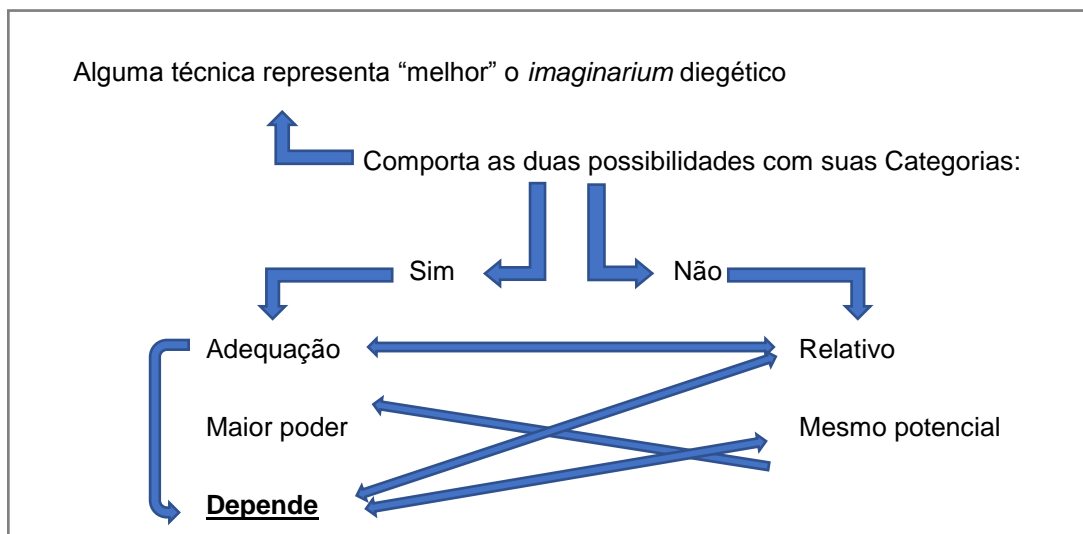 Alguma técnica representa “melhor” o imaginarium diegético
Comporta as duas possibilidades com suas Categorias:
Sim Não
Adequação Relativo
Maior poder Mesmo potencial
Depende